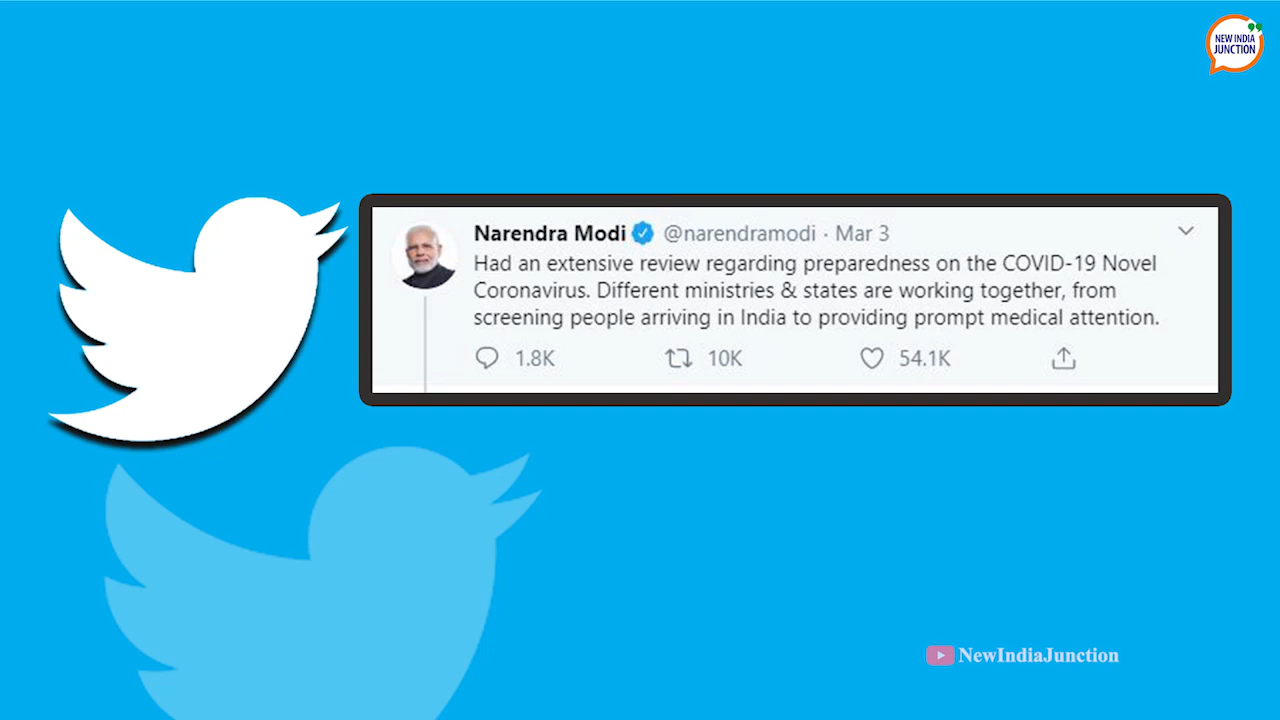 NEW INDIA
JUNCTION
Narendra Modi @narendramodi · Mar 3
Had an extensive review regarding preparedness on the COVID-19 Novel
Coronavirus. Different ministries & states are working together, from
screening people arriving in India to providing prompt medical attention.
1.8K 10K 54.1K
NewIndiaJunction